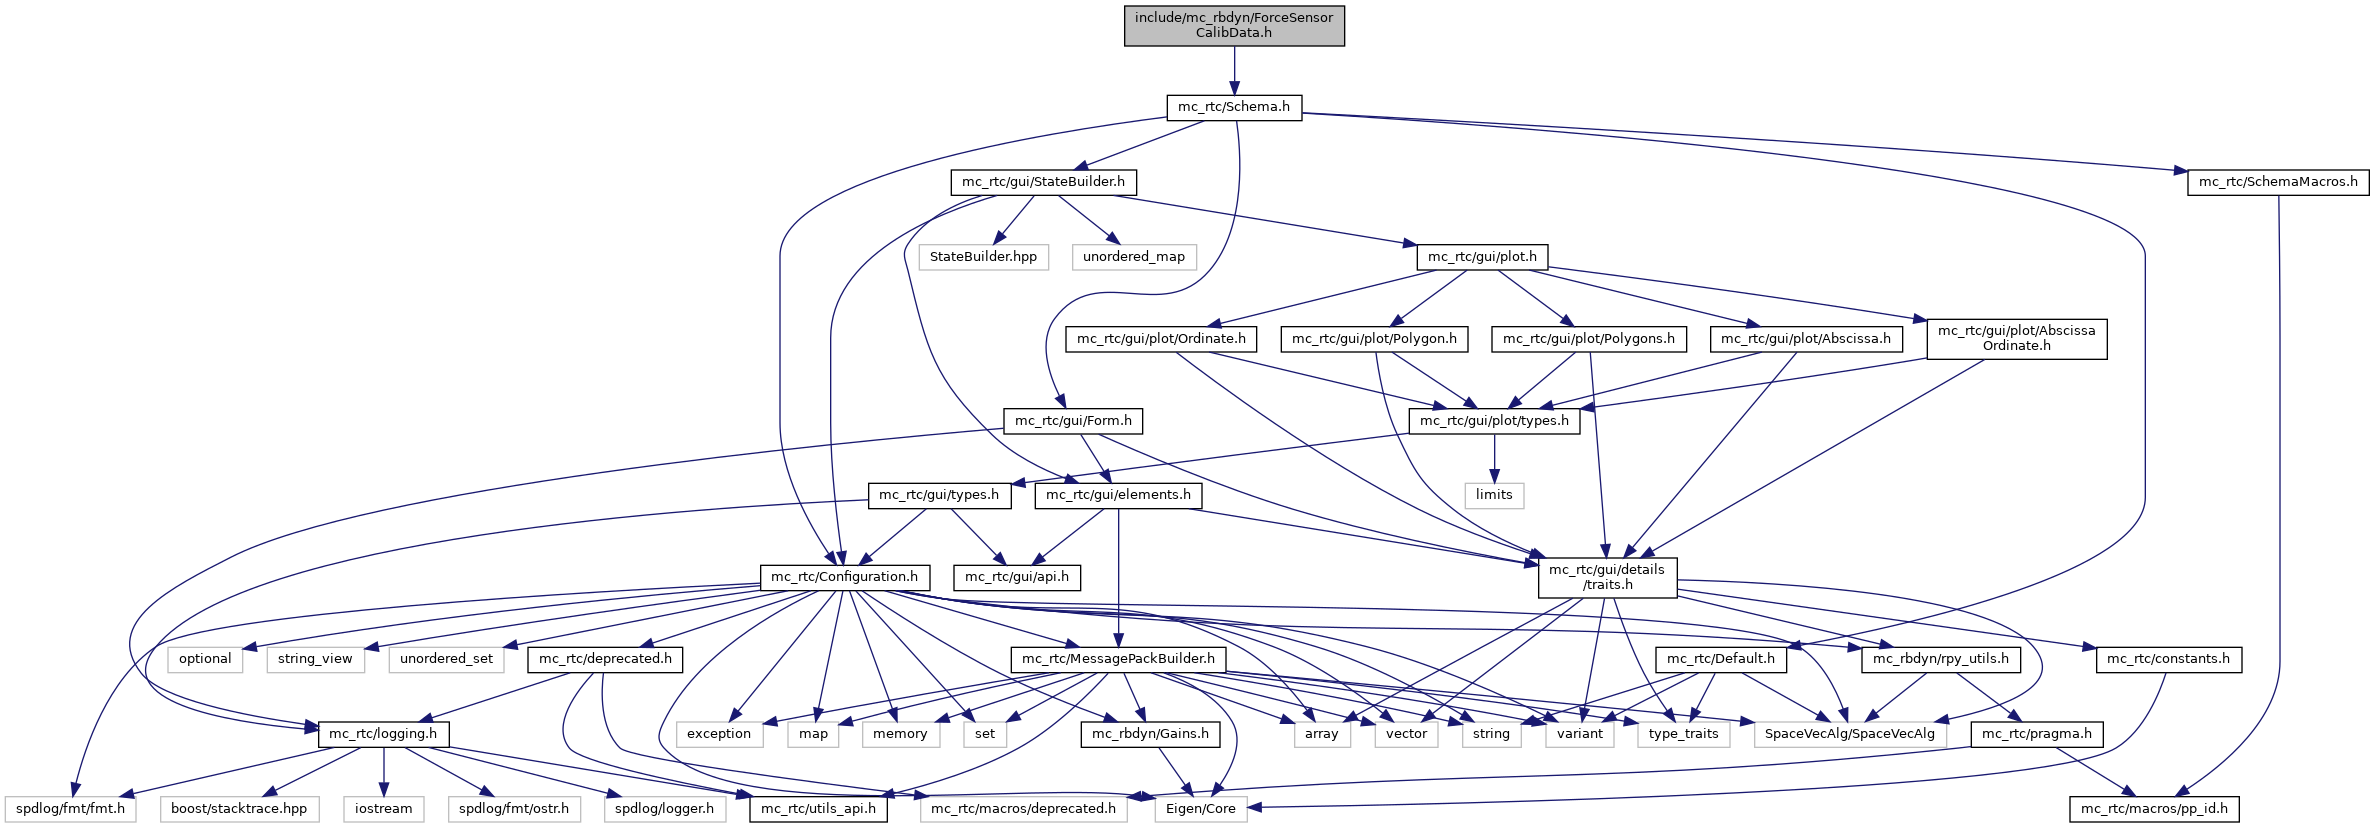 include/mc_rbdyn/ForceSensor
CalibData.h
mc_rtc/Schema.h
mc_rtc/gui/StateBuilder.h
mc_rtc/SchemaMacros.h
StateBuilder.hpp
unordered_map
mc_rtc/gui/plot.h
mc_rtc/gui/plot/Ordinate.h
mc_rtc/gui/plot/Polygon.h
mc_rtc/gui/plot/Polygons.h
mc_rtc/gui/plot/Abscissa.h
mc_rtc/gui/plot/Abscissa
Ordinate.h
mc_rtc/gui/Form.h
mc_rtc/gui/plot/types.h
mc_rtc/gui/types.h
mc_rtc/gui/elements.h
limits
mc_rtc/Configuration.h
mc_rtc/gui/api.h
mc_rtc/gui/details
/traits.h
optional
string_view
unordered_set
mc_rtc/deprecated.h
mc_rtc/MessagePackBuilder.h
mc_rtc/Default.h
mc_rbdyn/rpy_utils.h
mc_rtc/constants.h
mc_rtc/logging.h
exception
map
memory
set
mc_rbdyn/Gains.h
array
vector
string
variant
type_traits
SpaceVecAlg/SpaceVecAlg
mc_rtc/pragma.h
spdlog/fmt/fmt.h
boost/stacktrace.hpp
iostream
spdlog/fmt/ostr.h
spdlog/logger.h
mc_rtc/utils_api.h
mc_rtc/macros/deprecated.h
Eigen/Core
mc_rtc/macros/pp_id.h